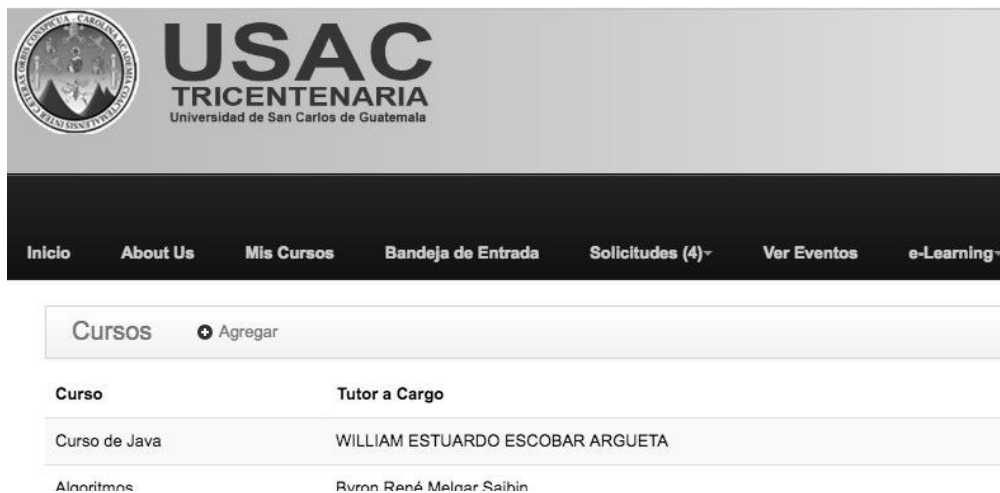 USAC
TRICENTENARIA
Universidad de San Carlos de Guatemala
Inicio About Us Mis Cursos Bandeja de Entrada Solicitudes (4) Ver Eventos e-Learning
Cursos Agregar
Curso Tutor a Cargo
Curso de Java WILLIAM ESTUARDO ESCOBAR ARGUETA
Algoritmos Byron René Melgar Saibin